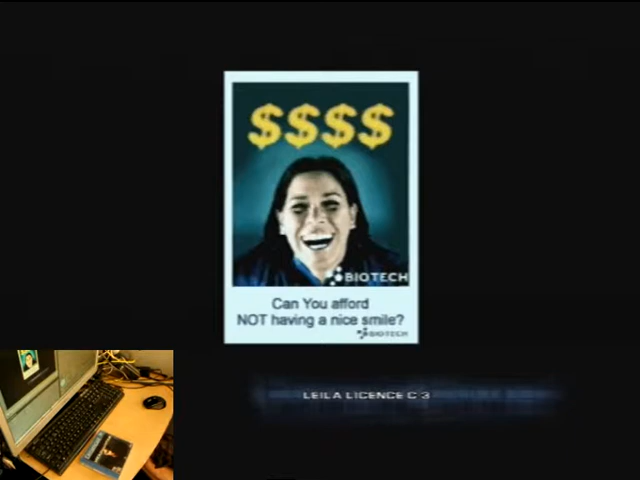 $$$$
BIOTECH
Can You afford
NOT having a nice smile?
BIOTECH
LEILA LICENCE C 3